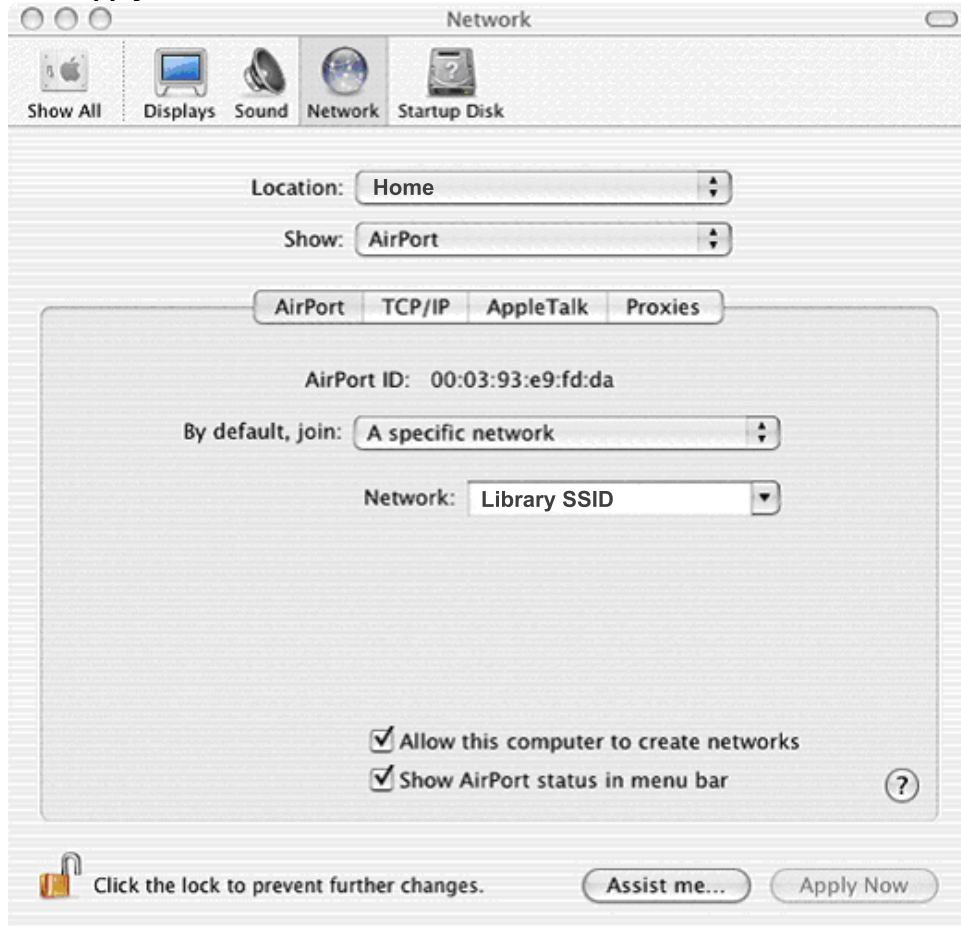 Network
Show All Displays Sound Network Startup Disk
Location: Home
Show: AirPort
AirPort TCP/IP AppleTalk Proxies
AirPort ID: 00:03:93:e9:fd:da
By default, join: A specific network
Network: Library SSID
Allow this computer to create networks
Show AirPort status in menu bar
?
Click the lock to prevent further changes. Assist me... Apply Now